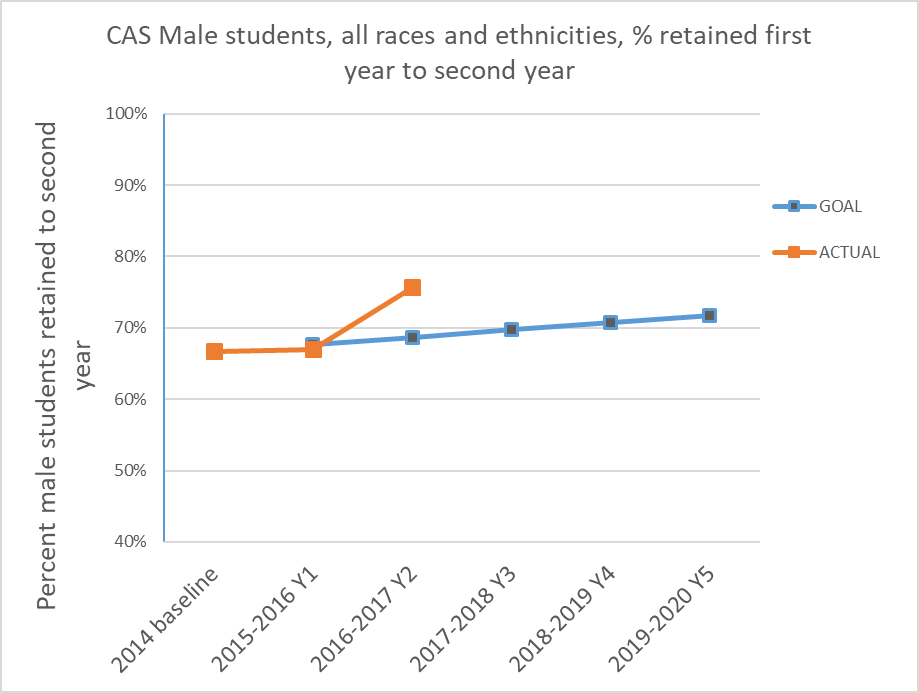 CAS Male students, all races and ethnicities, % retained first
year to second year
Percent male students retained to second
year
100%
90%
80%
70%
60%
50%
40%
2014 baseline
2015-2016 Y1
2016-2017 Y2
2017-2018 Y3
2018-2019 Y4
2019-2020 Y5
GOAL
ACTUAL